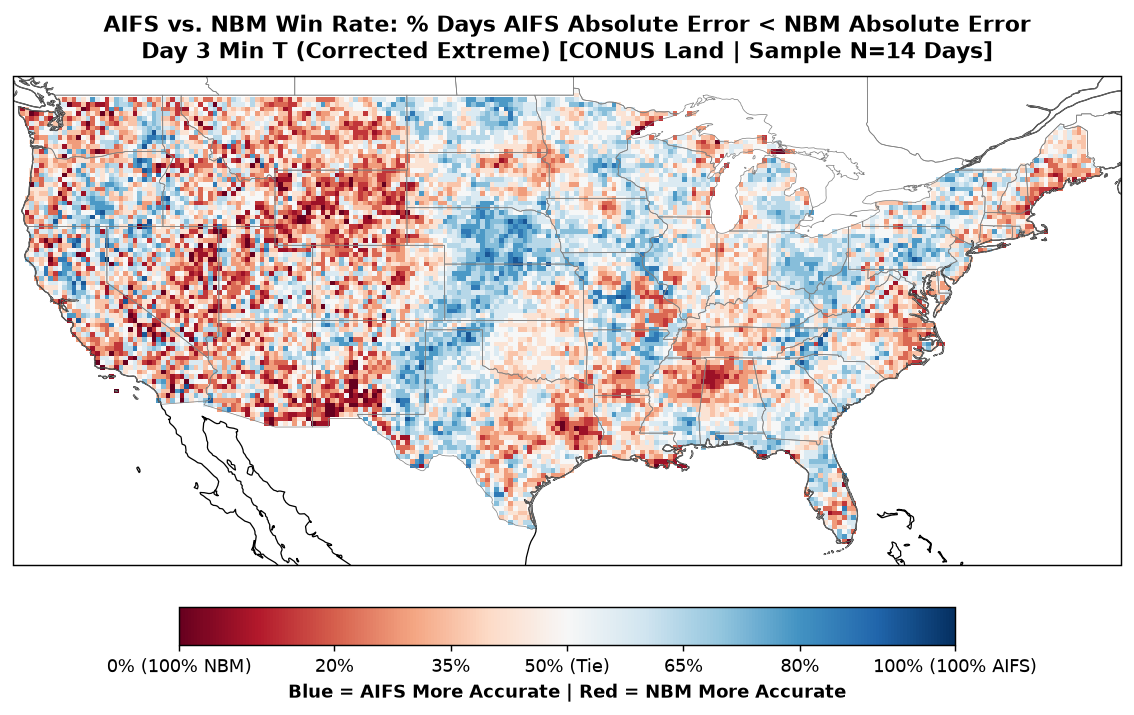 AIFS vs. NBM Win Rate: % Days AIFS Absolute Error < NBM Absolute Error
Day 3 Min T (Corrected Extreme) [CONUS Land | Sample N=14 Days]
0% (100% NBM) 20% 35% 50% (Tie) 65% 80% 100% (100% AIFS)
Blue = AIFS More Accurate | Red = NBM More Accurate